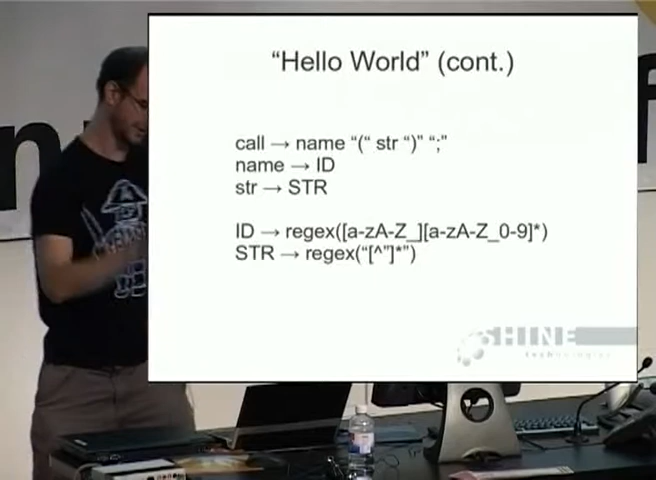 “Hello World” (cont.)
call → name “(“ str “)” “;”
name → ID
str → STR
ID → regex([a-zA-Z_][a-zA-Z_0-9]*)
STR → regex(“[^”]*”)
SHINE
technologies